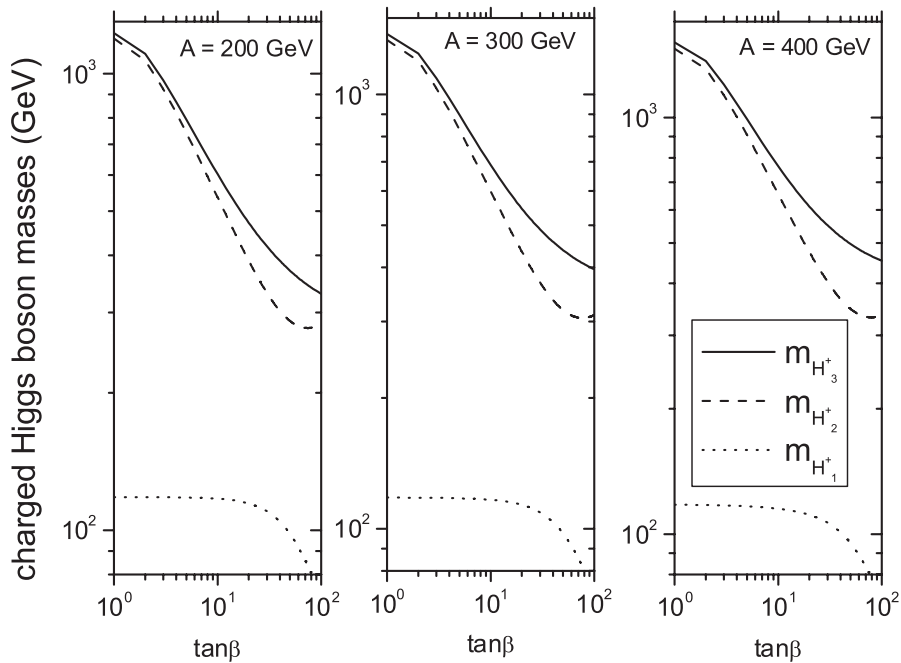 charged Higgs boson masses (GeV)
A = 200 GeV
A = 300 GeV
A = 400 GeV
10³
10²
10³
10²
10³
10²
m_{H⁺₃}
m_{H⁺₂}
m_{H⁺₁}
10⁰ 10¹ 10²
10⁰ 10¹ 10²
10⁰ 10¹ 10²
tanβ
tanβ
tanβ